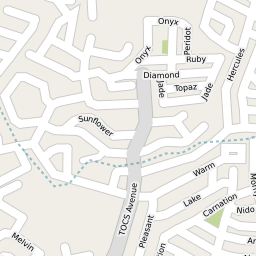 Onyx
Onyx
Peridot
Ruby
Hercules
Diamond
Jade
Topaz
Jade
Sunflower
Warm
TOCS Avenue
Lake
Carnation
Nido
Pleasant
Melvin